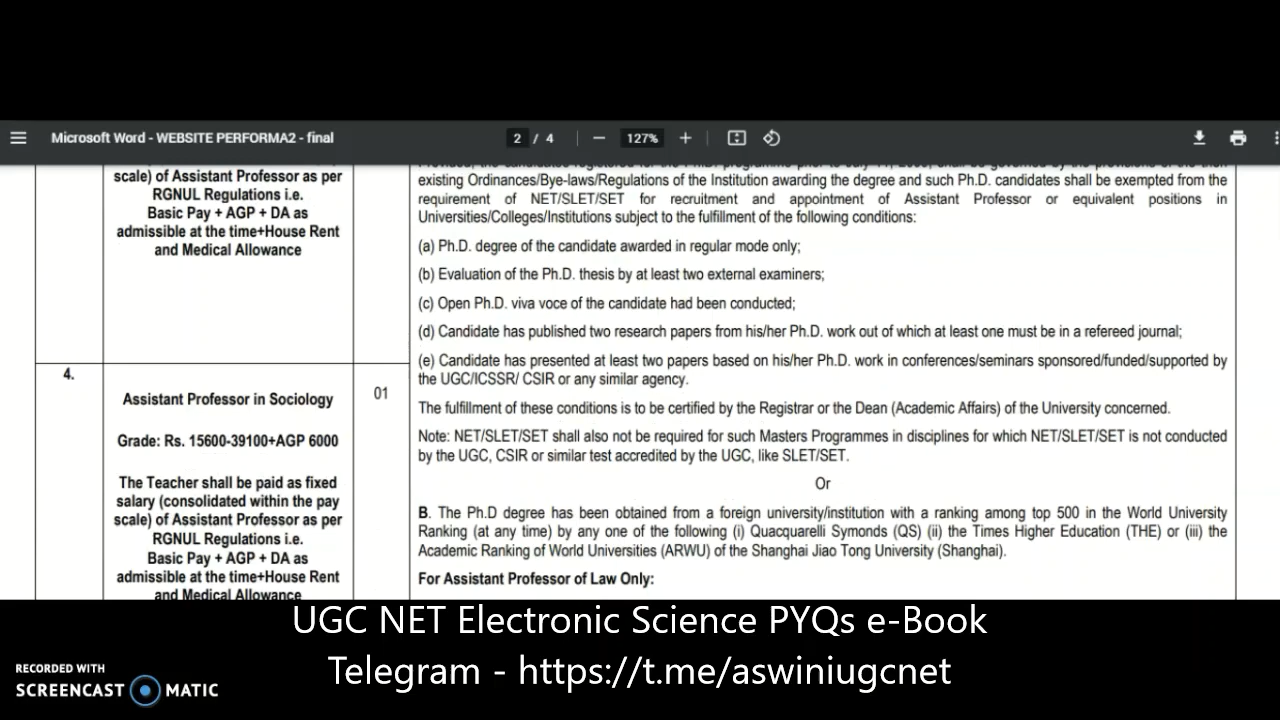 Microsoft Word - WEBSITE PERFORMA2 - final
2 / 4
127%
scale) of Assistant Professor as per
RGNUL Regulations i.e.
Basic Pay + AGP + DA as
admissible at the time+House Rent
and Medical Allowance
existing Ordinances/Bye-laws/Regulations of the Institution awarding the degree and such Ph.D. candidates shall be exempted from the
requirement of NET/SLET/SET for recruitment and appointment of Assistant Professor or equivalent positions in
Universities/Colleges/Institutions subject to the fulfillment of the following conditions:
(a) Ph.D. degree of the candidate awarded in regular mode only;
(b) Evaluation of the Ph.D. thesis by at least two external examiners;
(c) Open Ph.D. viva voce of the candidate had been conducted;
(d) Candidate has published two research papers from his/her Ph.D. work out of which at least one must be in a refereed journal;
(e) Candidate has presented at least two papers based on his/her Ph.D. work in conferences/seminars sponsored/funded/supported by
the UGC/ICSSR/ CSIR or any similar agency.
The fulfillment of these conditions is to be certified by the Registrar or the Dean (Academic Affairs) of the University concerned.
Note: NET/SLET/SET shall also not be required for such Masters Programmes in disciplines for which NET/SLET/SET is not conducted
by the UGC, CSIR or similar test accredited by the UGC, like SLET/SET.
Or
B. The Ph.D degree has been obtained from a foreign university/institution with a ranking among top 500 in the World University
Ranking (at any time) by any one of the following (i) Quacquarelli Symonds (QS) (ii) the Times Higher Education (THE) or (iii) the
Academic Ranking of World Universities (ARWU) of the Shanghai Jiao Tong University (Shanghai).
For Assistant Professor of Law Only:
4.
Assistant Professor in Sociology
Grade: Rs. 15600-39100+AGP 6000
The Teacher shall be paid as fixed
salary (consolidated within the pay
scale) of Assistant Professor as per
RGNUL Regulations i.e.
Basic Pay + AGP + DA as
admissible at the time+House Rent
and Medical Allowance
01
UGC NET Electronic Science PYQs e-Book
Telegram - https://t.me/aswiniugcnet
RECORDED WITH
SCREENCAST MATIC